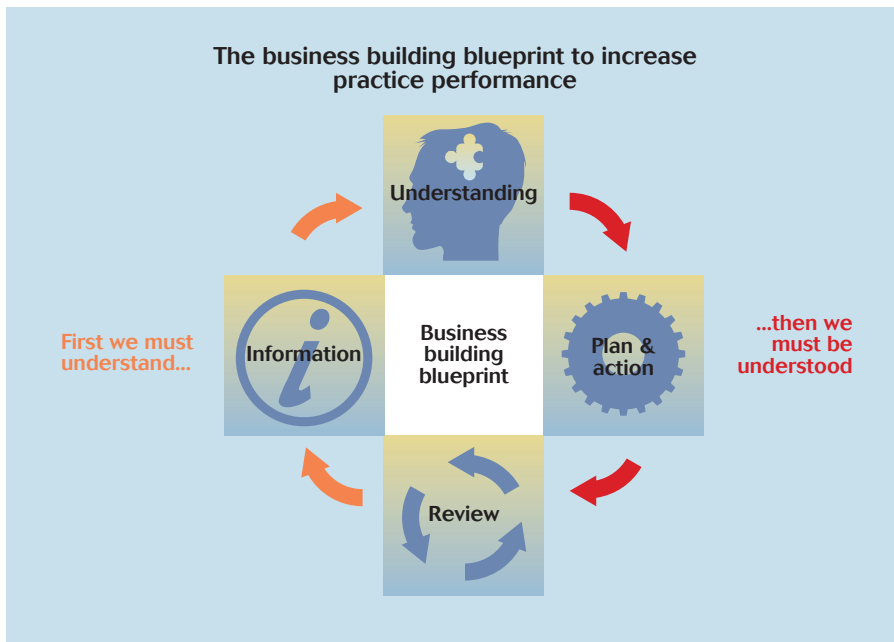 The business building blueprint to increase
practice performance
Understanding
First we must
understand...
Information
Business
building
blueprint
Plan &
action
...then we
must be
understood
Review